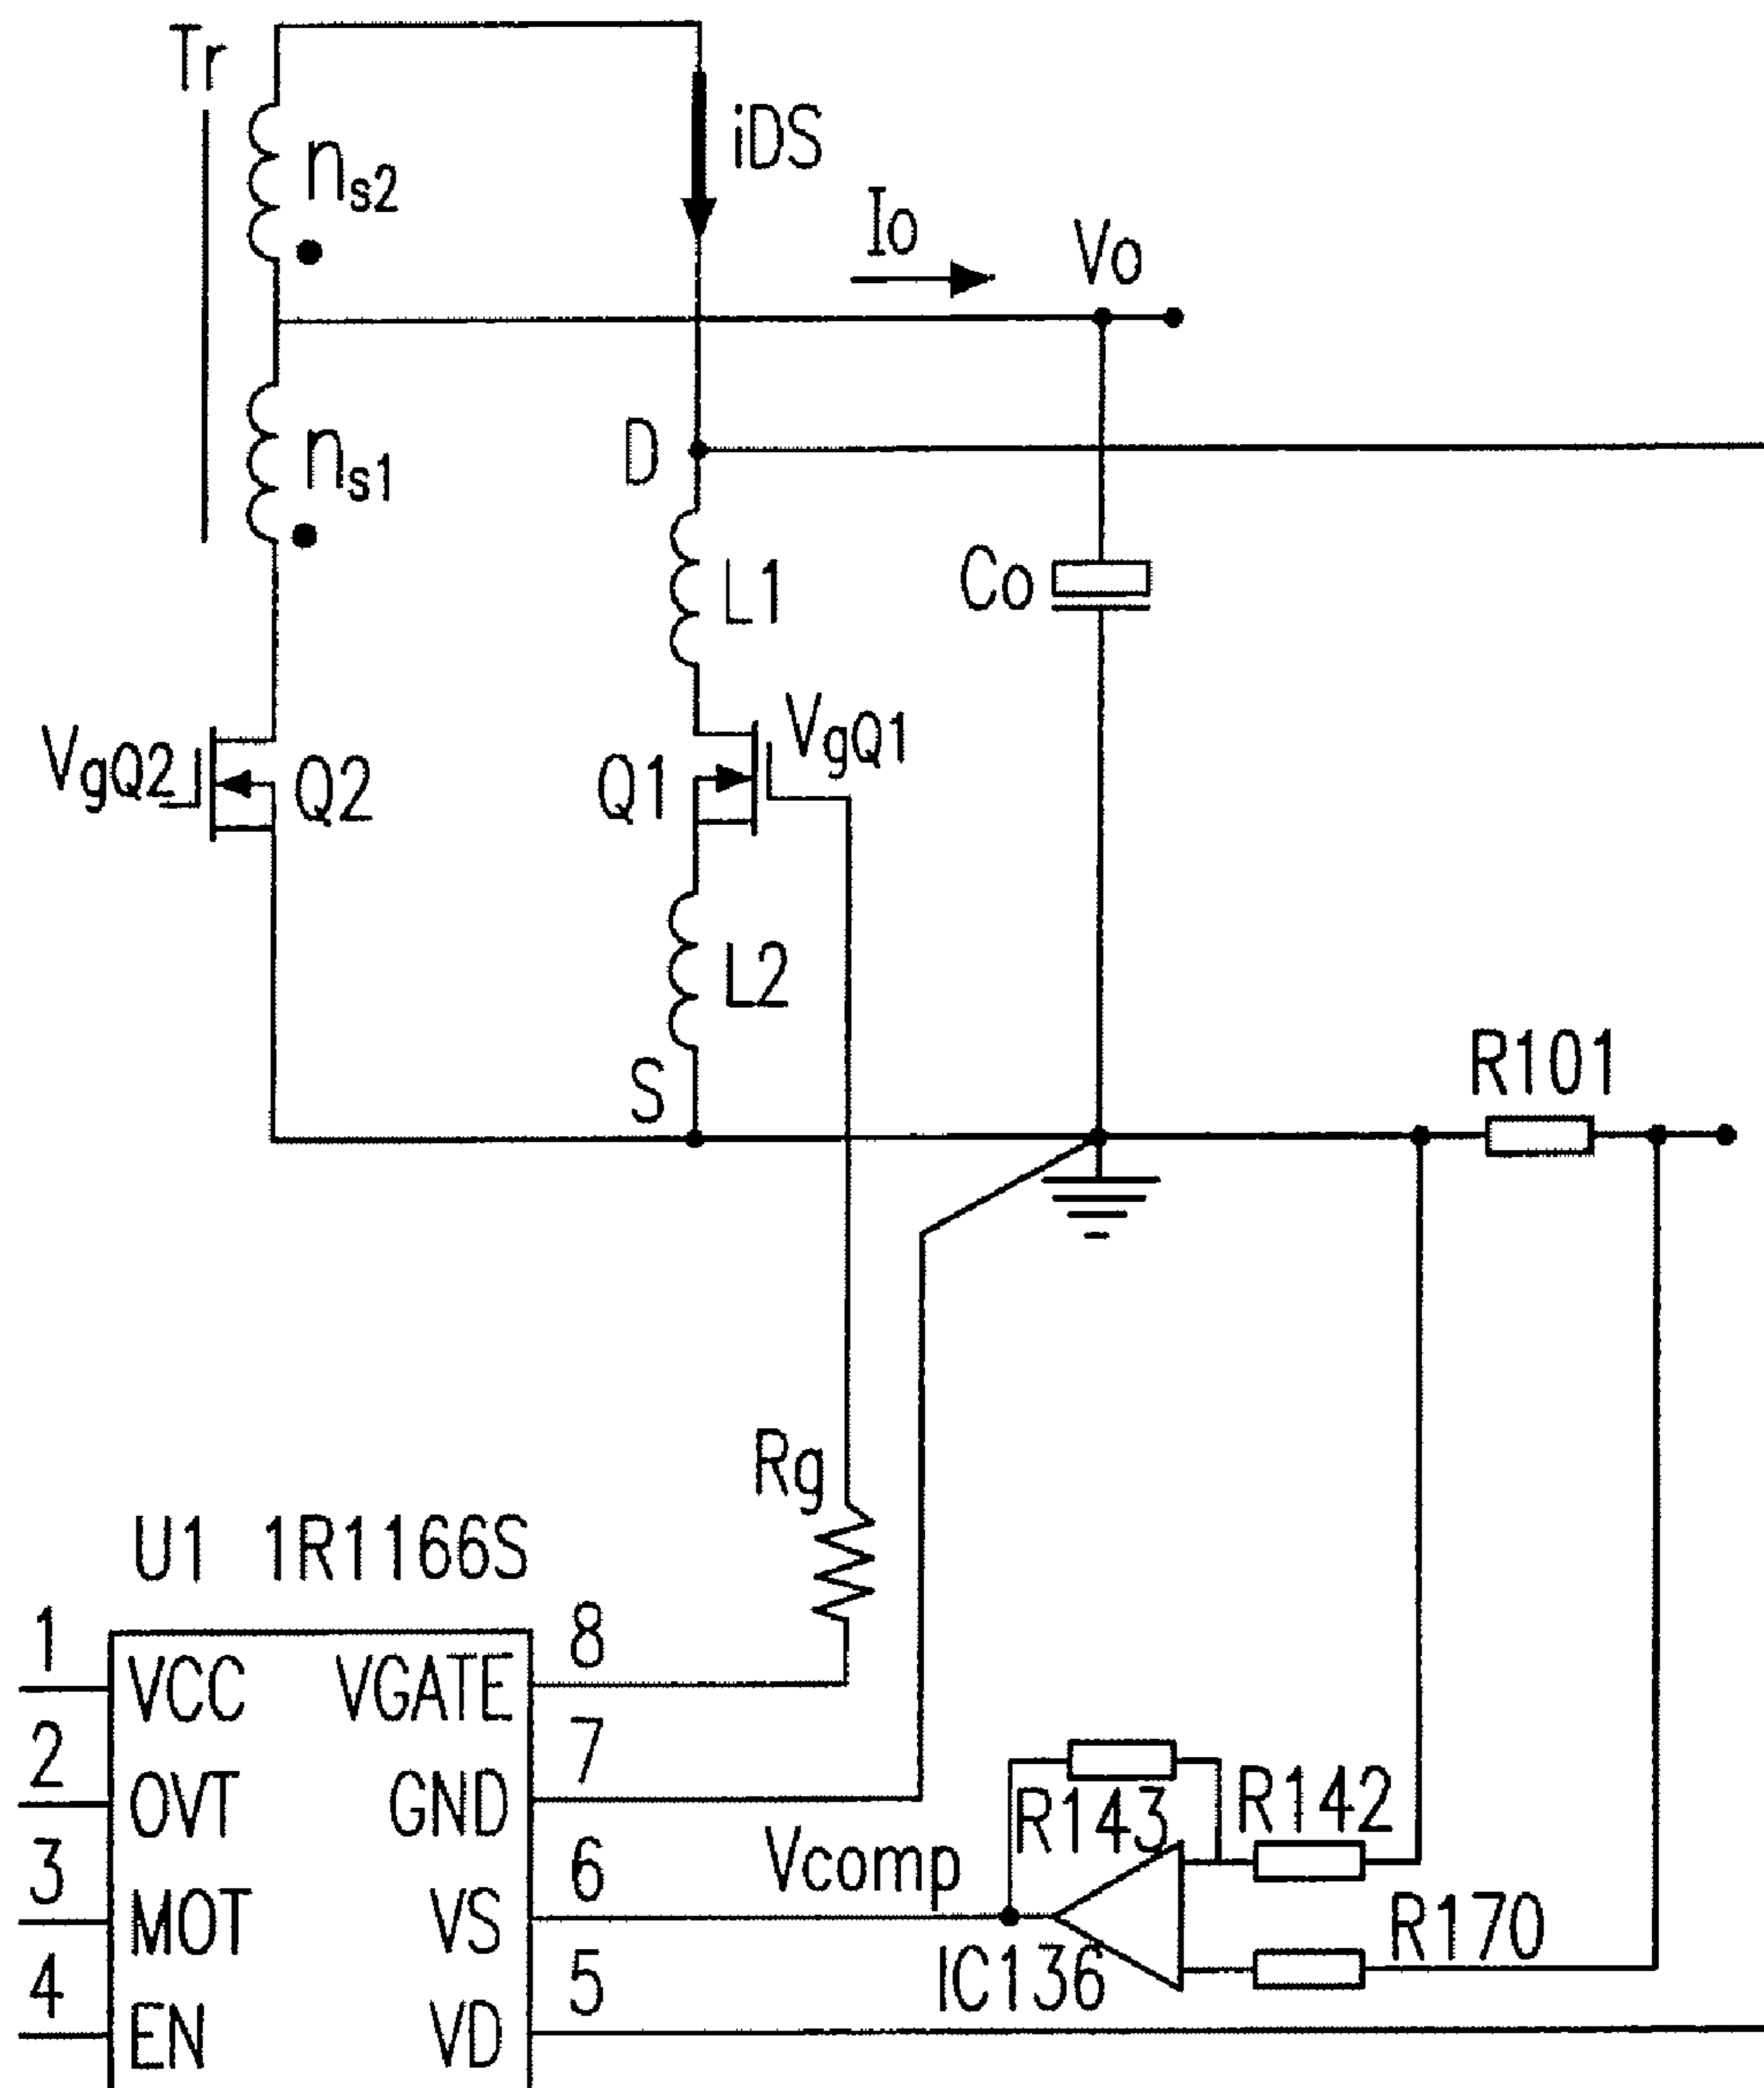 Tr
iDS
ns2
Io
Vo
D
ns1
Co
L1
VgQ1
VgQ2
Q2
Q1
L2
S
R101
Rg
U1 1R1166S
1
VCC
VGATE
8
2
OVT
GND
7
3
MOT
VS
6
4
EN
VD
5
R143
R142
Vcomp
R170
IC136